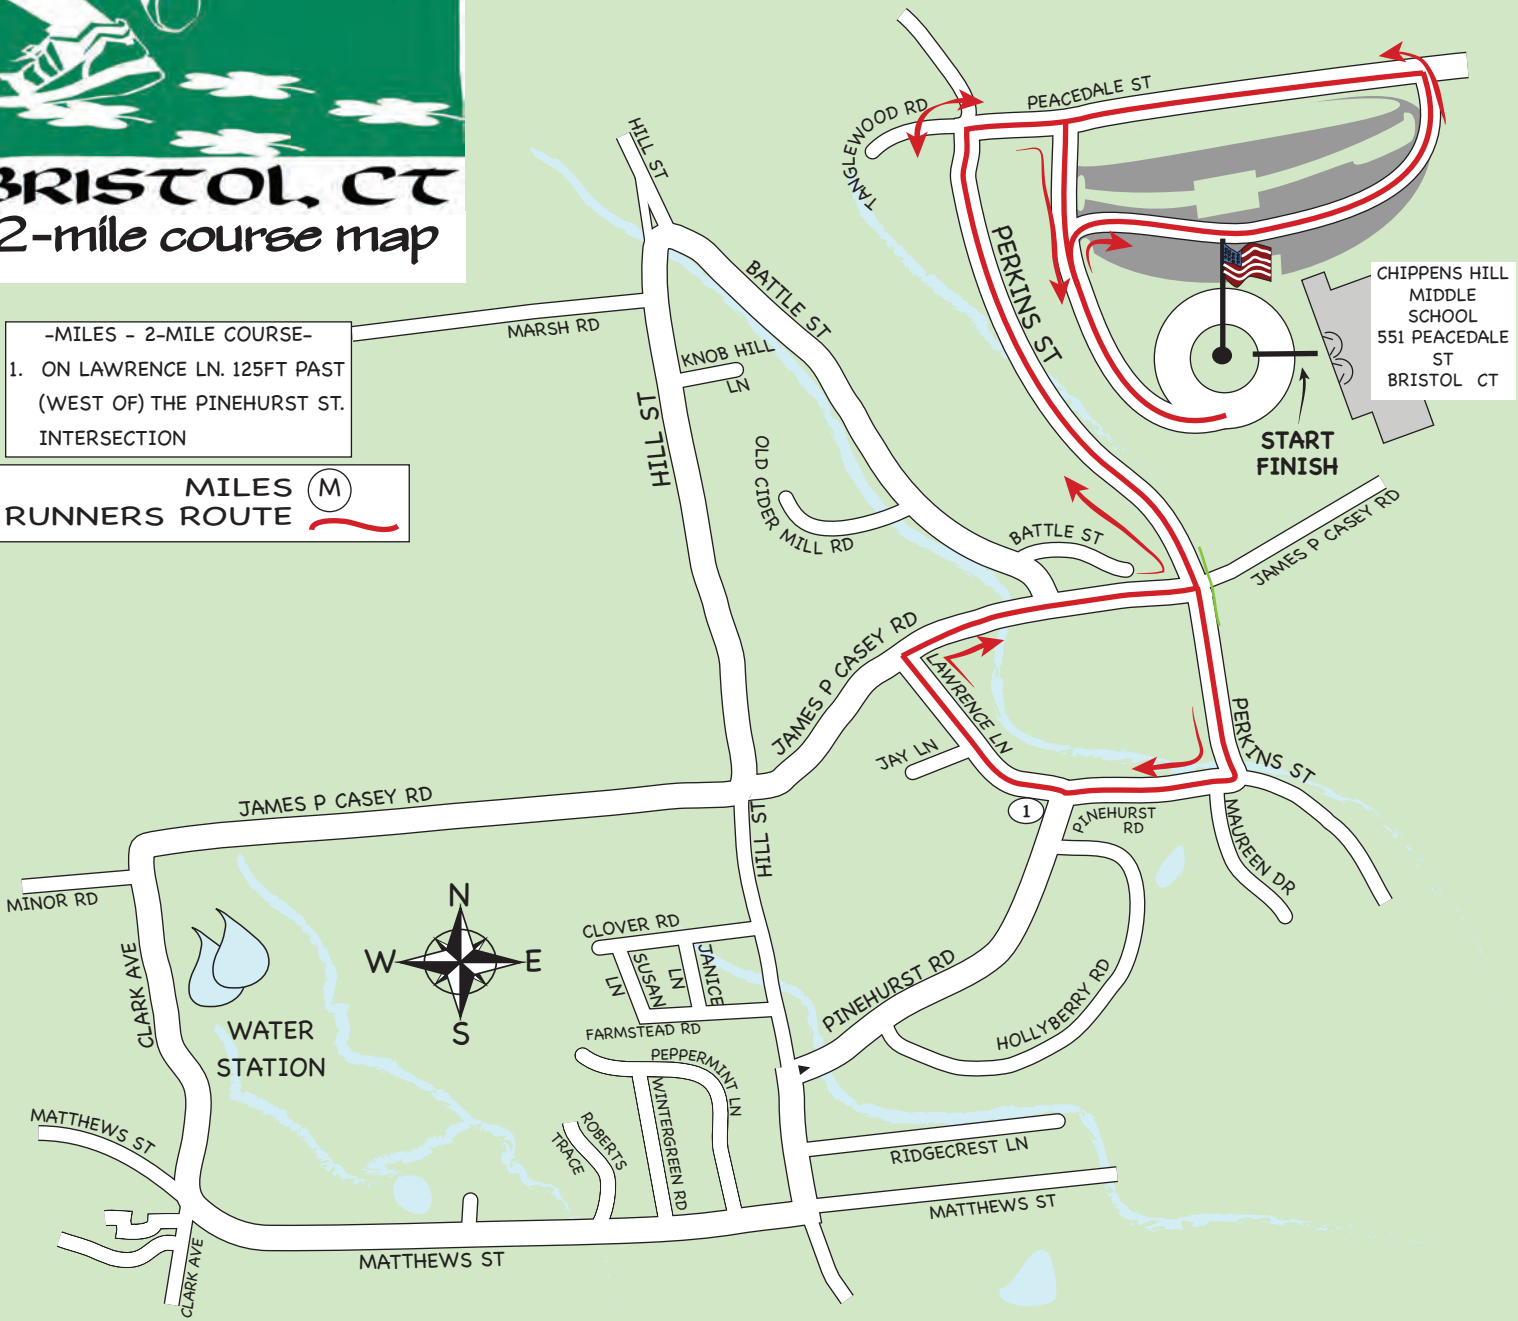 BRISTOL, CT
2-mile course map
-MILES - 2-MILE COURSE-
1. ON LAWRENCE LN. 125FT PAST
(WEST OF) THE PINEHURST ST.
INTERSECTION
MILES M
RUNNERS ROUTE
HILL ST
MARSH RD
KNOB HILL
LN
BATTLE ST
HILL ST
OLD CIDER MILL RD
TANGLEWOOD RD
PEACEDALE ST
PERKINS ST
CHIPPENS HILL
MIDDLE
SCHOOL
551 PEACEDALE
ST
BRISTOL CT
START
FINISH
BATTLE ST
JAMES P CASEY RD
JAMES P CASEY RD
LAWRENCE LN
JAY LN
PERKINS ST
1
PINEHURST
RD
MAUREEN DR
JAMES P CASEY RD
HILL ST
MINOR RD
CLARK AVE
WATER
STATION
N
W
E
S
CLOVER RD
SUSAN
LN
JANICE
LN
FARMSTEAD RD
PINEHURST RD
HOLLYBERRY RD
PEPPERMINT LN
WINTERGREEN RD
ROBERTS
TRACE
RIDGECREST LN
MATTHEWS ST
MATTHEWS ST
MATTHEWS ST
CLARK AVE